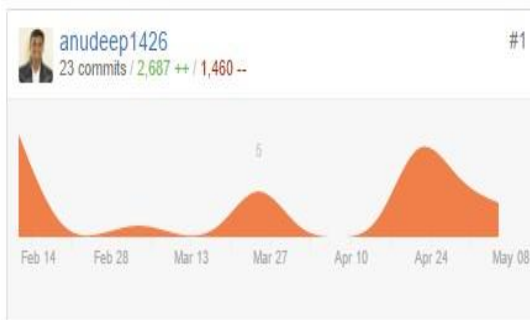 anudeep1426 #1
23 commits / 2,687 ++ / 1,460 --
5
Feb 14 Feb 28 Mar 13 Mar 27 Apr 10 Apr 24 May 08